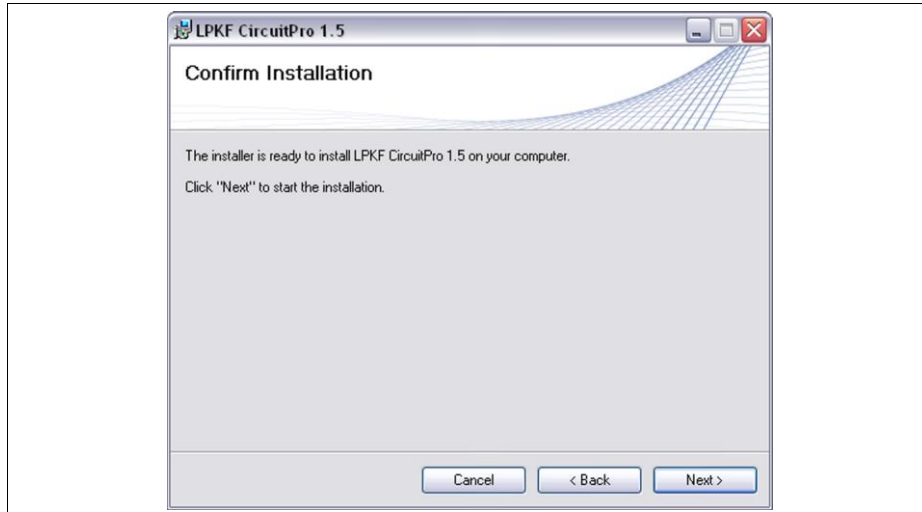 LPKF CircuitPro 1.5
Confirm Installation
The installer is ready to install LPKF CircuitPro 1.5 on your computer.
Click "Next" to start the installation.
Cancel
< Back
Next >